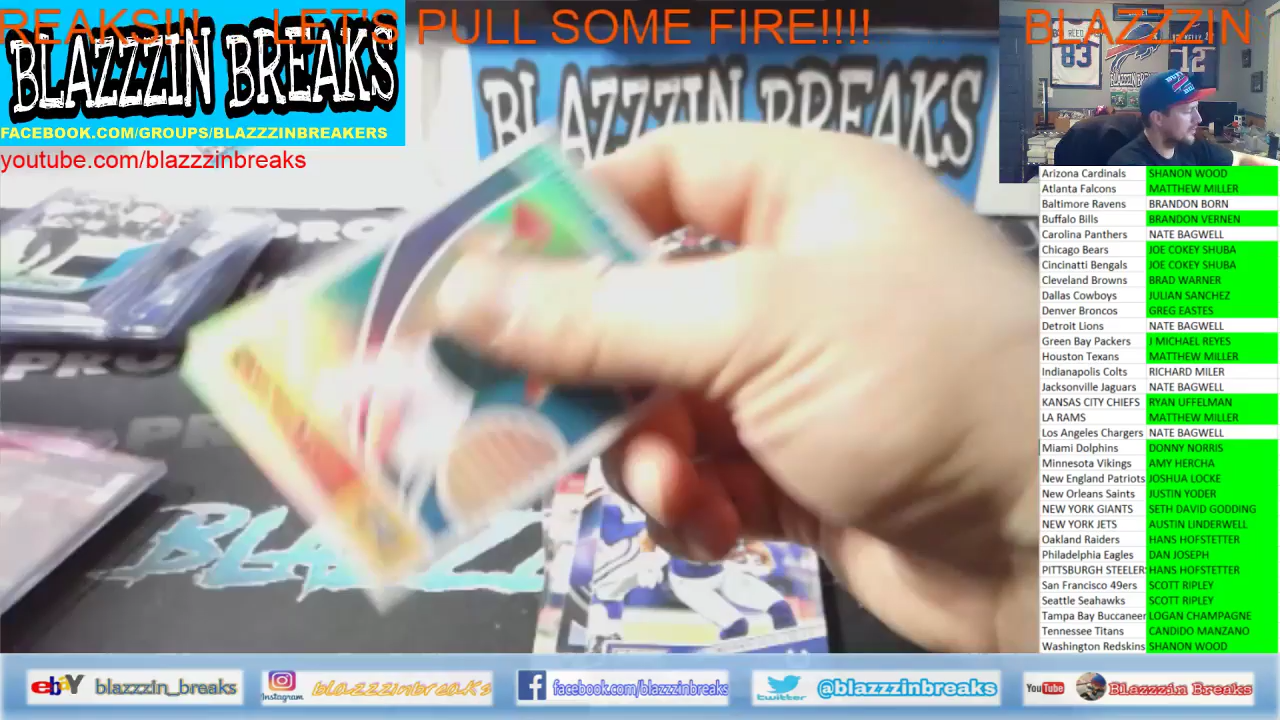 REAKS!!! LET'S PULL SOME FIRE!!!! BLAZZZIN
BLAZZZIN BREAKS
FACEBOOK.COM/GROUPS/BLAZZZINBREAKERS
youtube.com/blazzzinbreaks
BLAZZZIN BREAKS
83
12
Arizona Cardinals SHANON WOOD
Atlanta Falcons MATTHEW MILLER
Baltimore Ravens BRANDON BORN
Buffalo Bills BRANDON VERNEN
Carolina Panthers NATE BAGWELL
Chicago Bears JOE COKEY SHUBA
Cincinatti Bengals JOE COKEY SHUBA
Cleveland Browns BRAD WARNER
Dallas Cowboys JULIAN SANCHEZ
Denver Broncos GREG EASTES
Detroit Lions NATE BAGWELL
Green Bay Packers J MICHAEL REYES
Houston Texans MATTHEW MILLER
Indianapolis Colts RICHARD MILER
Jacksonville Jaguars NATE BAGWELL
KANSAS CITY CHIEFS RYAN UFFELMAN
LA RAMS MATTHEW MILLER
Los Angeles Chargers NATE BAGWELL
Miami Dolphins DONNY NORRIS
Minnesota Vikings AMY HERCHA
New England Patriots JOSHUA LOCKE
New Orleans Saints JUSTIN YODER
NEW YORK GIANTS SETH DAVID GODDING
NEW YORK JETS AUSTIN LINDERWELL
Oakland Raiders HANS HOFSTETTER
Philadelphia Eagles DAN JOSEPH
PITTSBURGH STEELER HANS HOFSTETTER
San Francisco 49ers SCOTT RIPLEY
Seattle Seahawks SCOTT RIPLEY
Tampa Bay Buccaneer LOGAN CHAMPAGNE
Tennessee Titans CANDIDO MANZANO
Washington Redskins SHANON WOOD
ebay blazzzin_breaks
Instagram blazzzinbreaks
facebook.com/blazzzinbreaks
twitter @blazzzinbreaks
YouTube Blazzzin Breaks